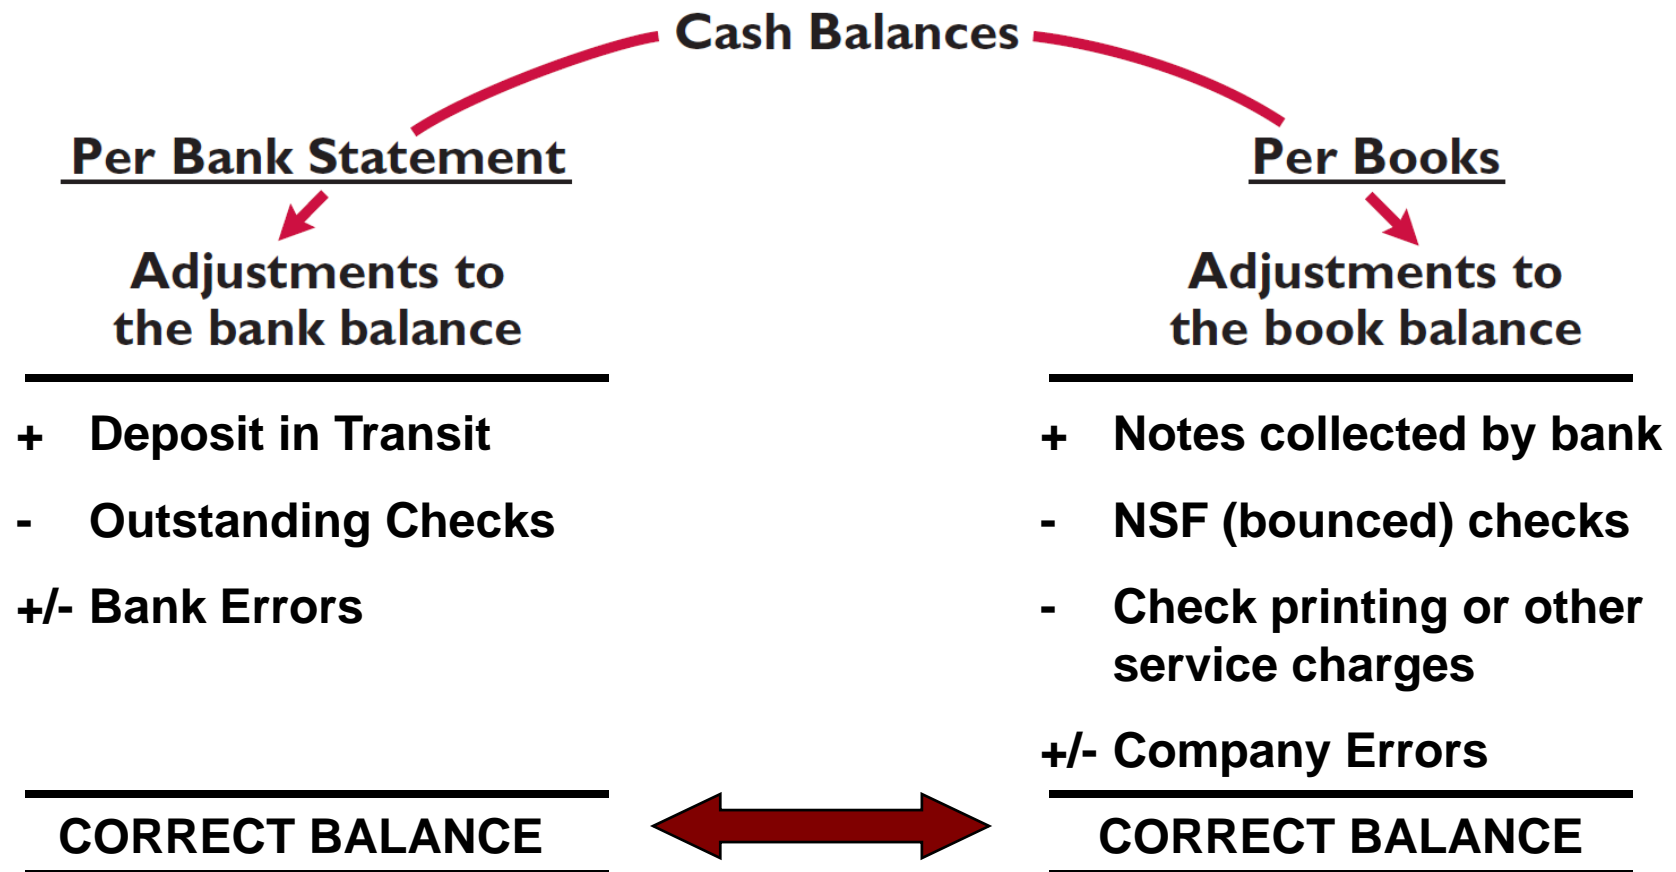 Cash Balances
Per Bank Statement
Adjustments to
the bank balance
+ Deposit in Transit
- Outstanding Checks
+/- Bank Errors
CORRECT BALANCE
Per Books
Adjustments to
the book balance
+ Notes collected by bank
- NSF (bounced) checks
- Check printing or other
service charges
+/- Company Errors
CORRECT BALANCE